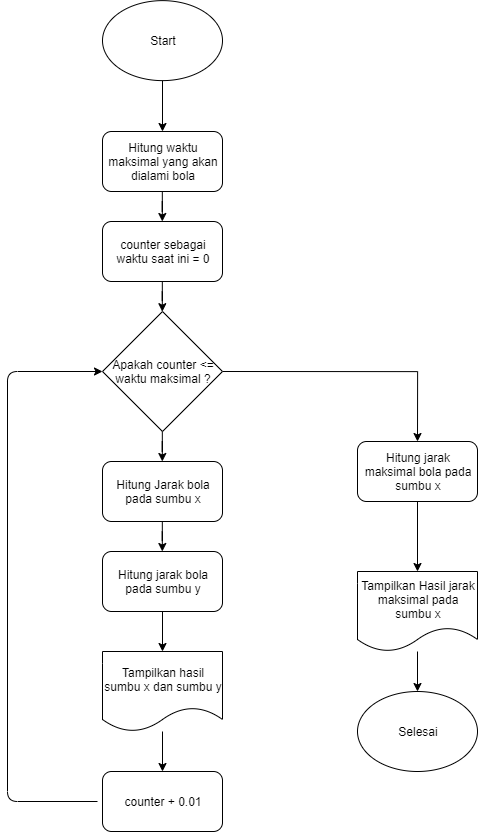 Start
Hitung waktu
maksimal yang akan
dialami bola
counter sebagai
waktu saat ini = 0
Apakah counter <=
waktu maksimal ?
Hitung Jarak bola
pada sumbu x
Hitung jarak bola
pada sumbu y
Tampilkan hasil
sumbu x dan sumbu y
counter + 0.01
Hitung jarak
maksimal bola pada
sumbu x
Tampilkan Hasil jarak
maksimal pada
sumbu x
Selesai